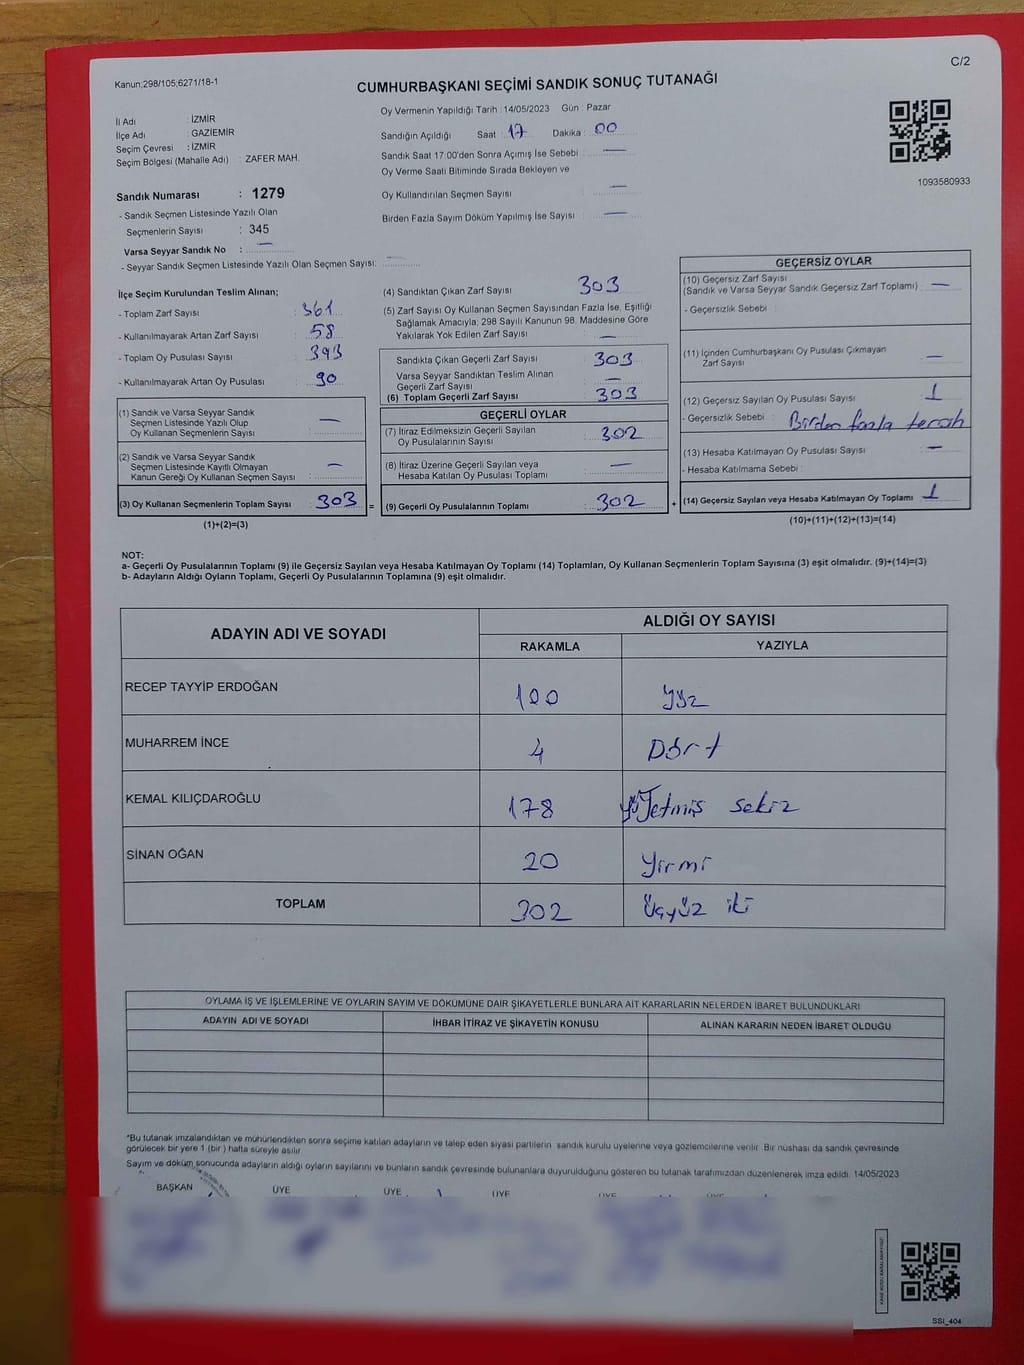 Kanun;298/105;6271/18-1
C/2
CUMHURBAŞKANI SEÇİMİ SANDIK SONUÇ TUTANAĞI
İl Adı : İZMİR
İlçe Adı : GAZİEMİR
Seçim Çevresi : İZMİR
Seçim Bölgesi (Mahalle Adı) : ZAFER MAH.
Oy Vermenin Yapıldığı Tarih : 14/05/2023 Gün : Pazar
Sandığın Açıldığı Saat : 17 Dakika : 00
Sandık Saat 17:00'den Sonra Açımış İse Sebebi : —
Oy Verme Saati Bitiminde Sırada Bekleyen ve
Oy Kullandırılan Seçmen Sayısı : —
Birden Fazla Sayım Döküm Yapılmış İse Sayısı : —
1093580933
Sandık Numarası : 1279
- Sandık Seçmen Listesinde Yazılı Olan
Seçmenlerin Sayısı : 345
Varsa Seyyar Sandık No : —
- Seyyar Sandık Seçmen Listesinde Yazılı Olan Seçmen Sayısı: —
İlçe Seçim Kurulundan Teslim Alınan;
- Toplam Zarf Sayısı : 361
- Kullanılmayarak Artan Zarf Sayısı : 58
- Toplam Oy Pusulası Sayısı : 393
- Kullanılmayarak Artan Oy Pusulası : 90
(1) Sandık ve Varsa Seyyar Sandık
Seçmen Listesinde Yazılı Olup
Oy Kullanan Seçmenlerin Sayısı : —
(2) Sandık ve Varsa Seyyar Sandık
Seçmen Listesinde Kayıtlı Olmayan
Kanun Gereği Oy Kullanan Seçmen Sayısı : —
(3) Oy Kullanan Seçmenlerin Toplam Sayısı : 303 =
(1)+(2)=(3)
(4) Sandıktan Çıkan Zarf Sayısı : 303
(5) Zarf Sayısı Oy Kullanan Seçmen Sayısından Fazla İse, Eşitliği
Sağlamak Amacıyla; 298 Sayılı Kanunun 98. Maddesine Göre
Yakılarak Yok Edilen Zarf Sayısı : —
Sandıkta Çıkan Geçerli Zarf Sayısı : 303
Varsa Seyyar Sandıktan Teslim Alınan
Geçerli Zarf Sayısı : —
(6) Toplam Geçerli Zarf Sayısı : 303
GEÇERLİ OYLAR
(7) İtiraz Edilmeksizin Geçerli Sayılan
Oy Pusulalarının Sayısı : 302
(8) İtiraz Üzerine Geçerli Sayılan veya
Hesaba Katılan Oy Pusulası Toplamı : —
(9) Geçerli Oy Pusulalarının Toplamı : 302 +
GEÇERSİZ OYLAR
(10) Geçersiz Zarf Sayısı
(Sandık ve Varsa Seyyar Sandık Geçersiz Zarf Toplamı) : —
- Geçersizlik Sebebi :
(11) İçinden Cumhurbaşkanı Oy Pusulası Çıkmayan
Zarf Sayısı : —
(12) Geçersiz Sayılan Oy Pusulası Sayısı : 1
- Geçersizlik Sebebi : Birden fazla tercih
(13) Hesaba Katılmayan Oy Pusulası Sayısı : —
- Hesaba Katılmama Sebebi :
(14) Geçersiz Sayılan veya Hesaba Katılmayan Oy Toplamı : 1
(10)+(11)+(12)+(13)=(14)
NOT:
a- Geçerli Oy Pusulalarının Toplamı (9) ile Geçersiz Sayılan veya Hesaba Katılmayan Oy Toplamı (14) Toplamları, Oy Kullanan Seçmenlerin Toplam Sayısına (3) eşit olmalıdır. (9)+(14)=(3)
b- Adayların Aldığı Oyların Toplamı, Geçerli Oy Pusulalarının Toplamına (9) eşit olmalıdır.
ADAYIN ADI VE SOYADI
ALDIĞI OY SAYISI
RAKAMLA YAZIYLA
RECEP TAYYİP ERDOĞAN 100 Yüz
MUHARREM İNCE 4 Dört
KEMAL KILIÇDAROĞLU 178 Yetmiş sekiz
SİNAN OĞAN 20 Yirmi
TOPLAM 302 Üçyüz iki
OYLAMA İŞ VE İŞLEMLERİNE VE OYLARIN SAYIM VE DÖKÜMÜNE DAİR ŞİKAYETLERLE BUNLARA AİT KARARLARIN NELERDEN İBARET BULUNDUKLARI
ADAYIN ADI VE SOYADI İHBAR İTİRAZ VE ŞİKAYETİN KONUSU ALINAN KARARIN NEDEN İBARET OLDUĞU
*Bu tutanak imzalandıktan ve mühürlendikten sonra seçime katılan adayların ve talep eden siyasi partilerin sandık kurulu üyelerine veya gözlemcilerine verilir. Bir nüshası da sandık çevresinde
görülecek bir yere 1 (bir ) hafta süreyle asılır.
Sayım ve döküm sonucunda adayların aldığı oyların sayılarını ve bunların sandık çevresinde bulunanlara duyurulduğunu gösteren bu tutanak tarafımızdan düzenlenerek imza edildi. 14/05/2023
BAŞKAN ÜYE ÜYE ÜYE ÜYE ÜYE
SSI_404